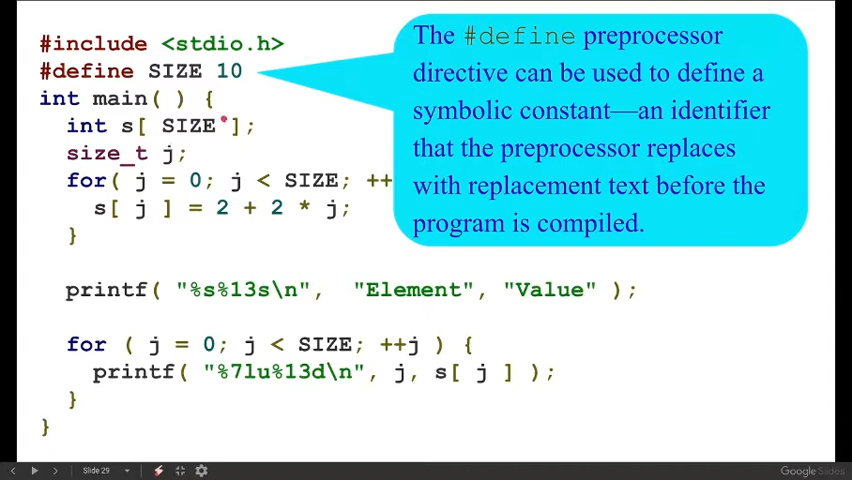 #include <stdio.h>
#define SIZE 10
int main( ) {
int s[ SIZE ];
size_t j;
for( j = 0; j < SIZE; ++
s[ j ] = 2 + 2 * j;
}
printf( "%s%13s\n", "Element", "Value" );
for ( j = 0; j < SIZE; ++j ) {
printf( "%7lu%13d\n", j, s[ j ] );
}
}
The #define preprocessor
directive can be used to define a
symbolic constant—an identifier
that the preprocessor replaces
with replacement text before the
program is compiled.
Slide 29
Google Slides